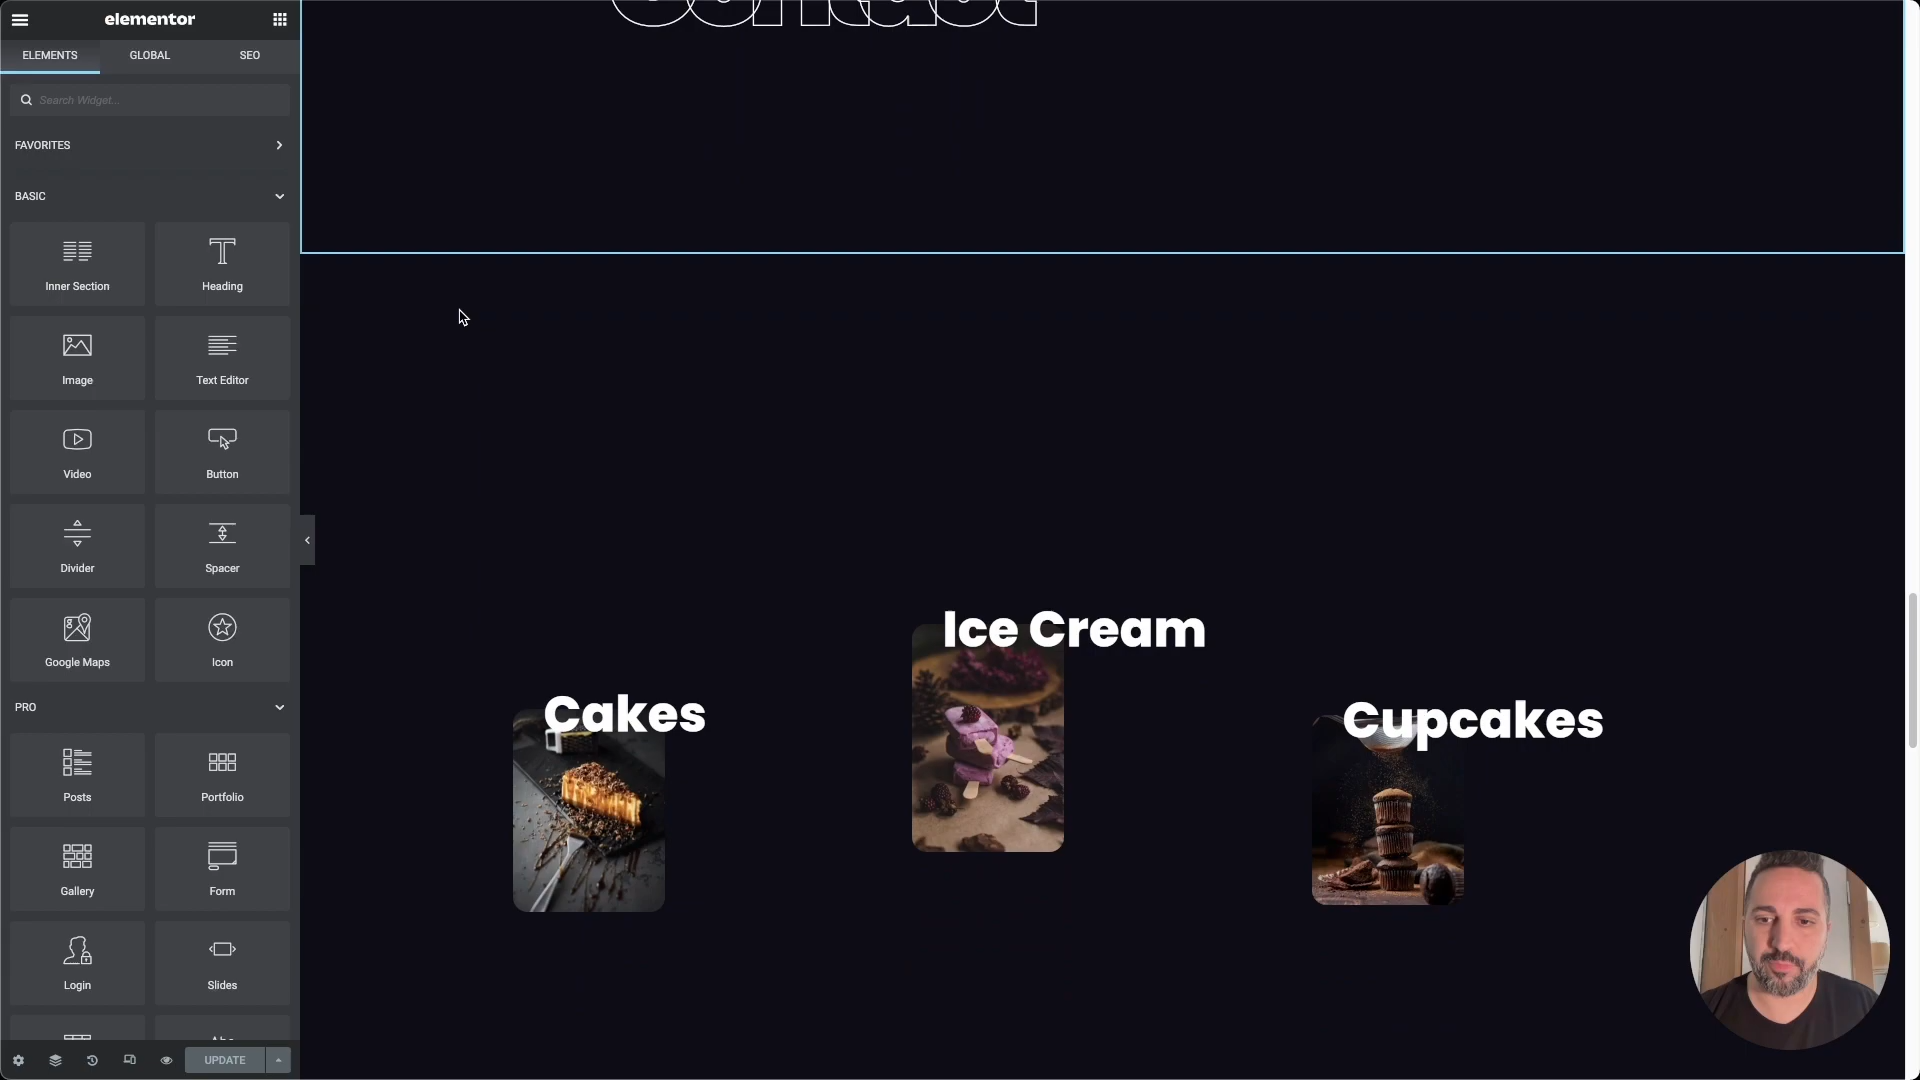 elementor
ELEMENTS
GLOBAL
SEO
Search Widget...
FAVORITES
BASIC
Inner Section
Heading
Image
Text Editor
Video
Button
Divider
Spacer
Google Maps
Icon
PRO
Posts
Portfolio
Gallery
Form
Login
Slides
UPDATE
Contact
Ice Cream
Cakes
Cupcakes